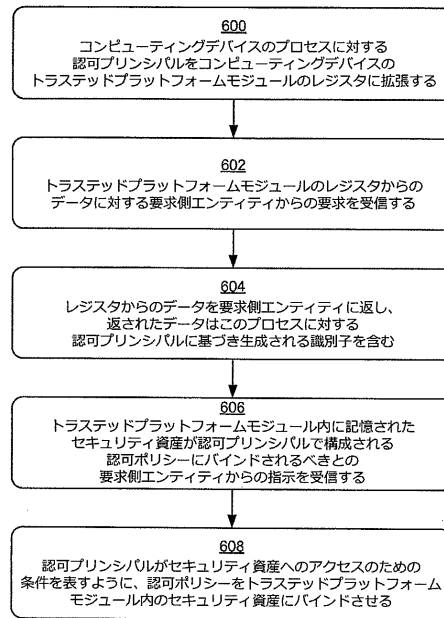 600
コンピューティングデバイスのプロセスに対する
認可プリンシパルをコンピューティングデバイスの
トラステッドプラットフォームモジュールのレジスタに拡張する
602
トラステッドプラットフォームモジュールのレジスタからの
データに対する要求側エンティティからの要求を受信する
604
レジスタからのデータを要求側エンティティに返し、
返されたデータはこのプロセスに対する
認可プリンシパルに基づき生成される識別子を含む
606
トラステッドプラットフォームモジュール内に記憶された
セキュリティ資産が認可プリンシパルで構成される
認可ポリシーにバインドされるべきとの
要求側エンティティからの指示を受信する
608
認可プリンシパルがセキュリティ資産へのアクセスのための
条件を表すように、認可ポリシーをトラステッドプラットフォーム
モジュール内のセキュリティ資産にバインドさせる